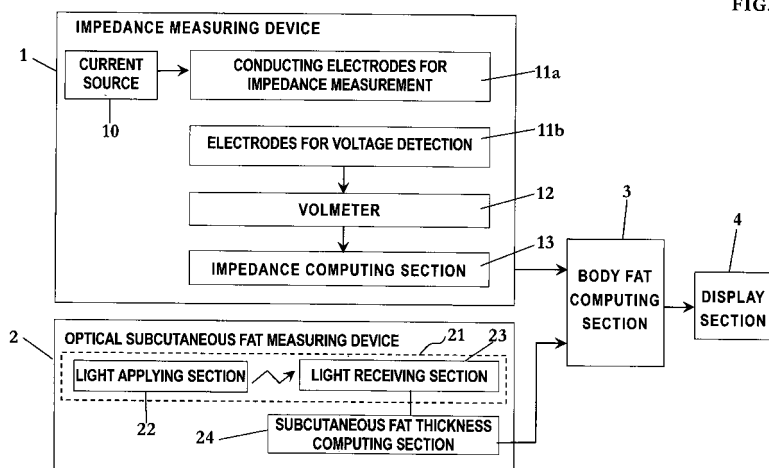 FIG.
IMPEDANCE MEASURING DEVICE
1
CURRENT
SOURCE
10
CONDUCTING ELECTRODES FOR
IMPEDANCE MEASUREMENT
11a
ELECTRODES FOR VOLTAGE DETECTION
11b
VOLMETER
12
IMPEDANCE COMPUTING SECTION
13
3
BODY FAT
COMPUTING
SECTION
4
DISPLAY
SECTION
2
OPTICAL SUBCUTANEOUS FAT MEASURING DEVICE
21
23
LIGHT APPLYING SECTION
LIGHT RECEIVING SECTION
22
24
SUBCUTANEOUS FAT THICKNESS
COMPUTING SECTION